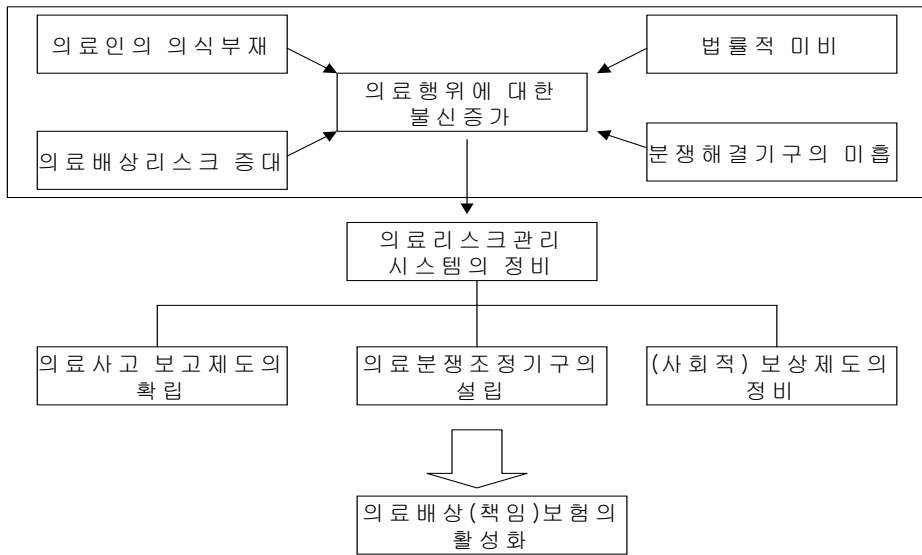 의료인의 의식부재
법률적 미비
의료행위에 대한
불신증가
의료배상리스크 증대
분쟁해결기구의 미흡
의료리스크관리
시스템의 정비
의료사고 보고제도의
확립
의료분쟁조정기구의
설립
(사회적) 보상제도의
정비
의료배상(책임)보험의
활성화